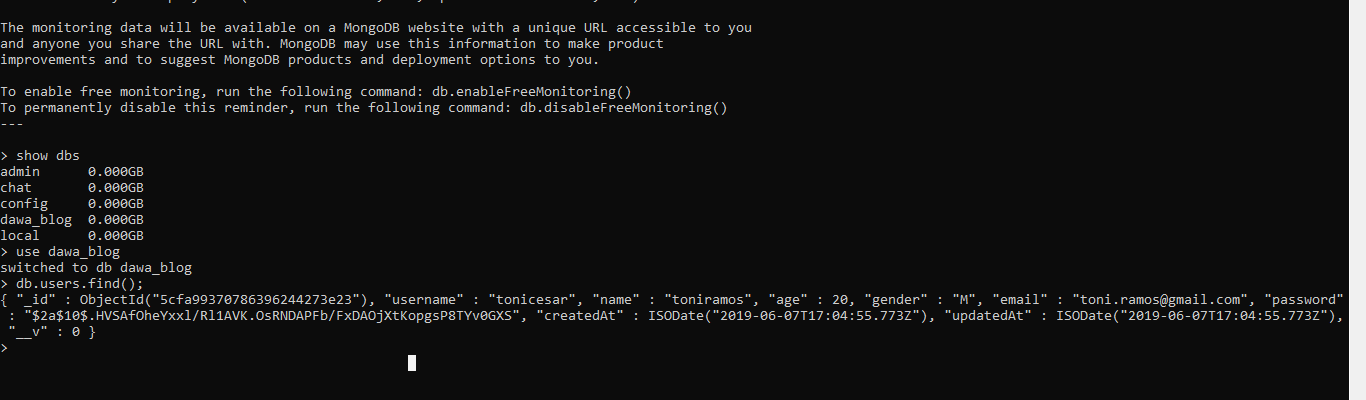 The monitoring data will be available on a MongoDB website with a unique URL accessible to you
and anyone you share the URL with. MongoDB may use this information to make product
improvements and to suggest MongoDB products and deployment options to you.
To enable free monitoring, run the following command: db.enableFreeMonitoring()
To permanently disable this reminder, run the following command: db.disableFreeMonitoring()
---
> show dbs
admin      0.000GB
chat       0.000GB
config     0.000GB
dawa_blog  0.000GB
local      0.000GB
> use dawa_blog
switched to db dawa_blog
> db.users.find();
{ "_id" : ObjectId("5cfa99370786396244273e23"), "username" : "tonicesar", "name" : "toniramos", "age" : 20, "gender" : "M", "email" : "toni.ramos@gmail.com", "password"
 : "$2a$10$.HVSAfOheYxxl/Rl1AVK.OsRNDAPFb/FxDAOjXtKopgsP8TYv0GXS", "createdAt" : ISODate("2019-06-07T17:04:55.773Z"), "updatedAt" : ISODate("2019-06-07T17:04:55.773Z"),
 "__v" : 0 }
>